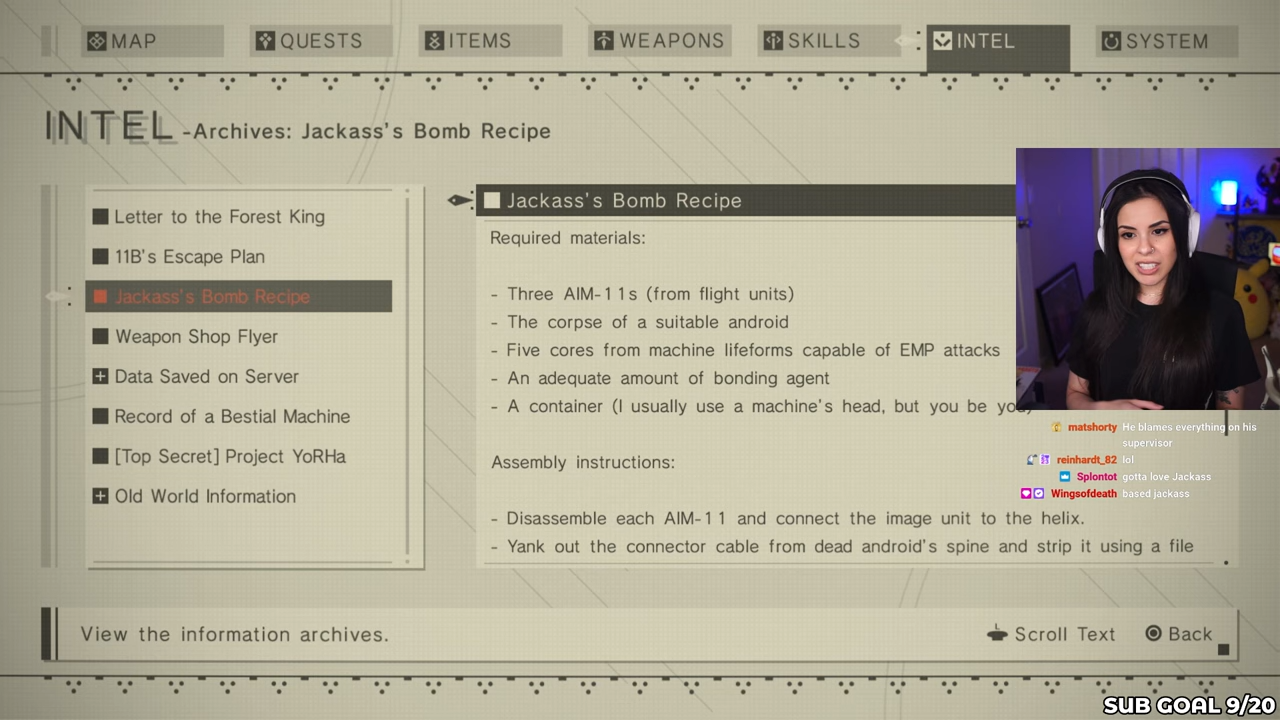 MAP QUESTS ITEMS WEAPONS SKILLS INTEL SYSTEM
INTEL -Archives: Jackass's Bomb Recipe
Letter to the Forest King
11B's Escape Plan
Jackass's Bomb Recipe
Weapon Shop Flyer
Data Saved on Server
Record of a Bestial Machine
[Top Secret] Project YoRHa
Old World Information
Jackass's Bomb Recipe
Required materials:
- Three AIM-11s (from flight units)
- The corpse of a suitable android
- Five cores from machine lifeforms capable of EMP attacks
- An adequate amount of bonding agent
- A container (I usually use a machine's head, but you be you)
Assembly instructions:
- Disassemble each AIM-11 and connect the image unit to the helix.
- Yank out the connector cable from dead android's spine and strip it using a file
matshorty He blames everything on his
supervisor
reinhardt_82 lol
Splontot gotta love Jackass
Wingsofdeath based jackass
View the information archives.
Scroll Text Back
SUB GOAL 9/20